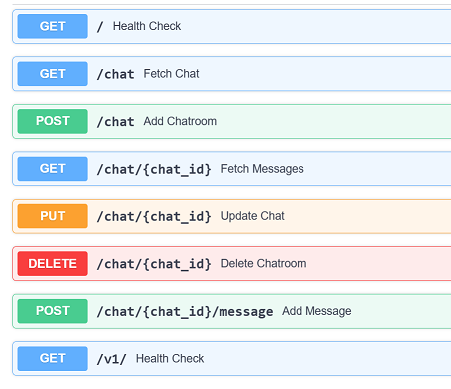 GET / Health Check
GET /chat Fetch Chat
POST /chat Add Chatroom
GET /chat/{chat_id} Fetch Messages
PUT /chat/{chat_id} Update Chat
DELETE /chat/{chat_id} Delete Chatroom
POST /chat/{chat_id}/message Add Message
GET /v1/ Health Check